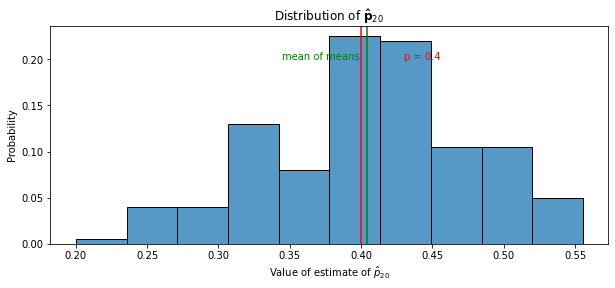 Distribution of p̂₂₀
mean of means
p = 0.4
Probability
0.20
0.15
0.10
0.05
0.00
0.20 0.25 0.30 0.35 0.40 0.45 0.50 0.55
Value of estimate of p̂₂₀